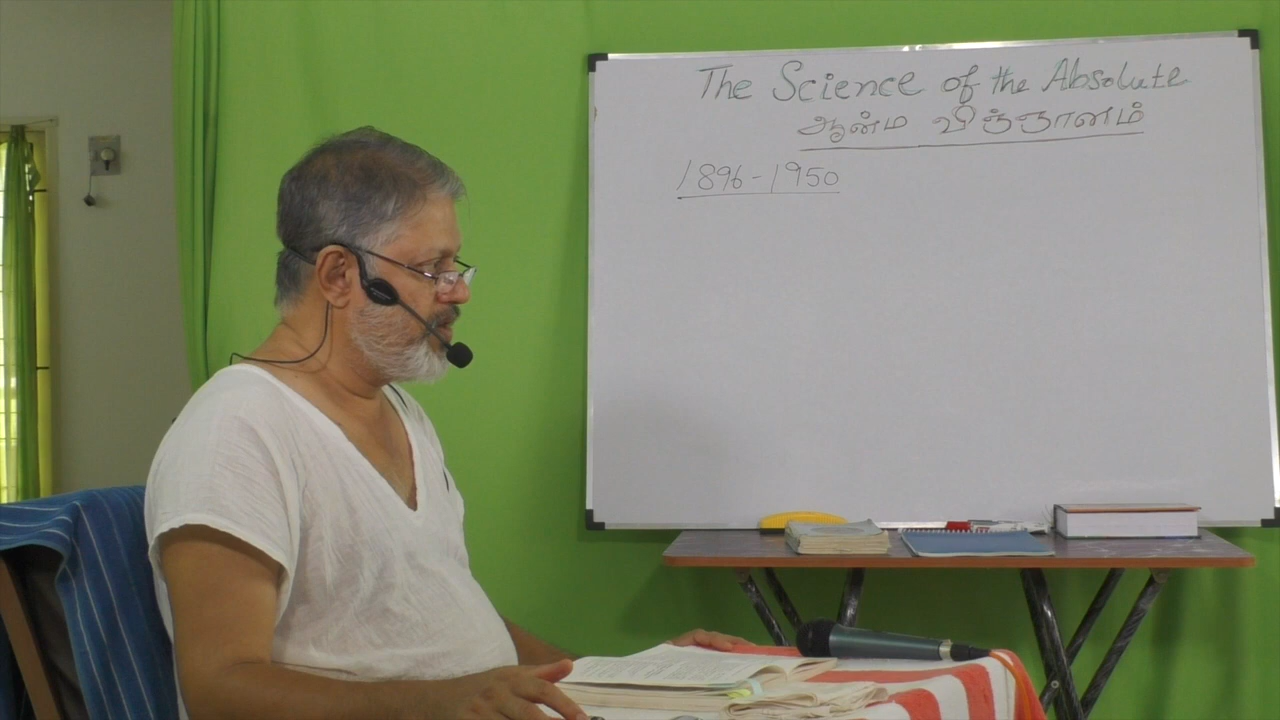 The Science of the Absolute
ஆன்ம விஞ்ஞானம்
1896-1950